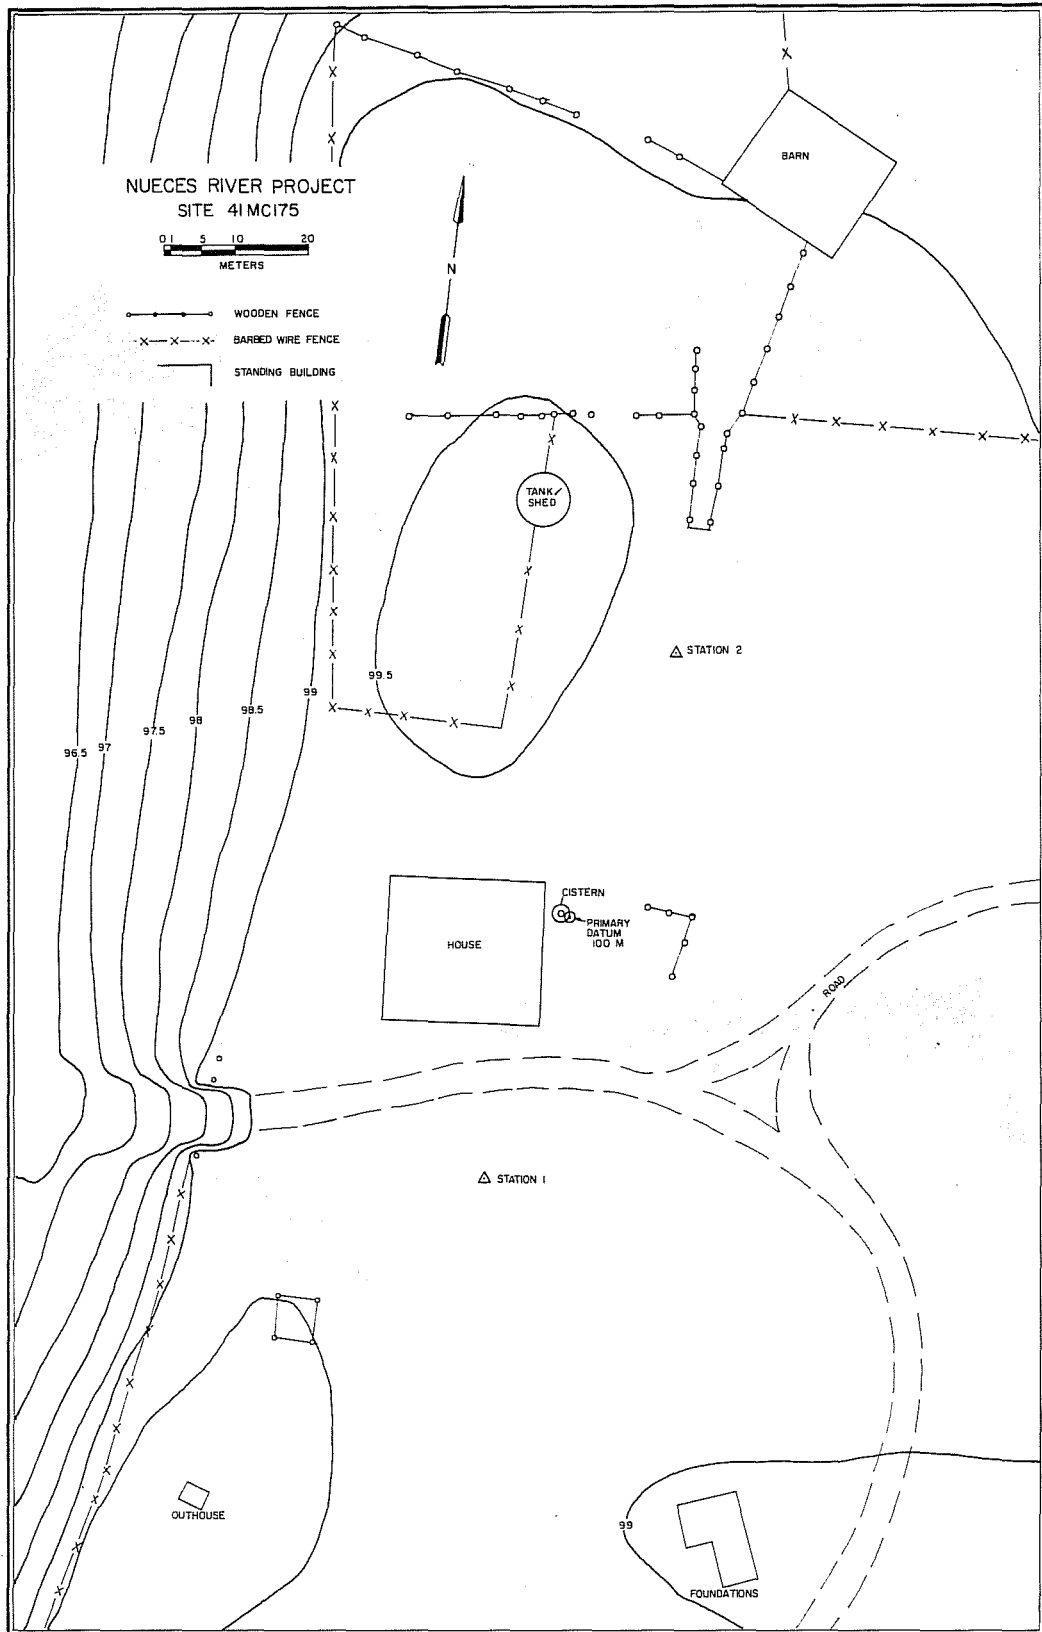 BARN
NUECES RIVER PROJECT
SITE 41MC175
0 1 5 10 20
METERS
N
WOODEN FENCE
BARBED WIRE FENCE
STANDING BUILDING
TANK/
SHED
STATION 2
99.5
99
98.5
98
97.5
97
96.5
CISTERN
PRIMARY
DATUM
100 M
HOUSE
ROAD
STATION 1
OUTHOUSE
99
FOUNDATIONS